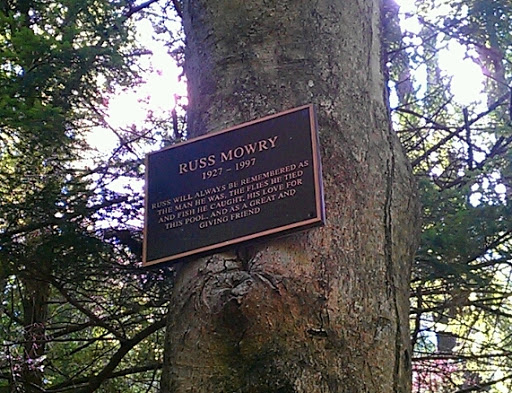 RUSS MOWRY
1927 - 1997
RUSS WILL ALWAYS BE REMEMBERED AS
THE MAN HE WAS, THE FLIES HE TIED
AND FISH HE CAUGHT, HIS LOVE FOR
THIS POOL, AND AS A GREAT AND
GIVING FRIEND